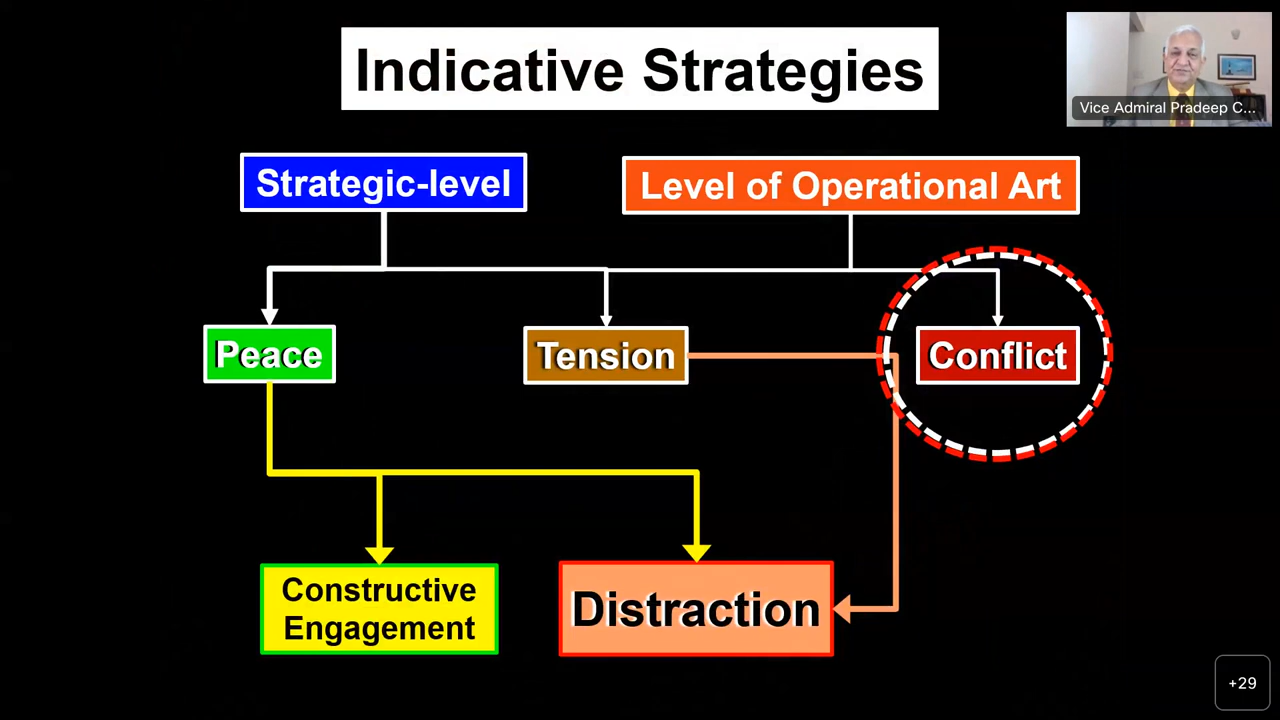 Indicative Strategies
Vice Admiral Pradeep C...
Strategic-level
Level of Operational Art
Peace
Tension
Conflict
Constructive
Engagement
Distraction
+29